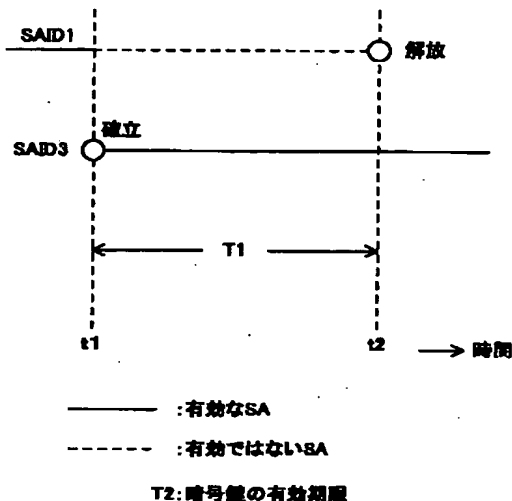 SAID1
解放
確立
SAID3
T1
t1
t2
時間
:有効なSA
:有効ではないSA
T2:暗号鍵の有効期限